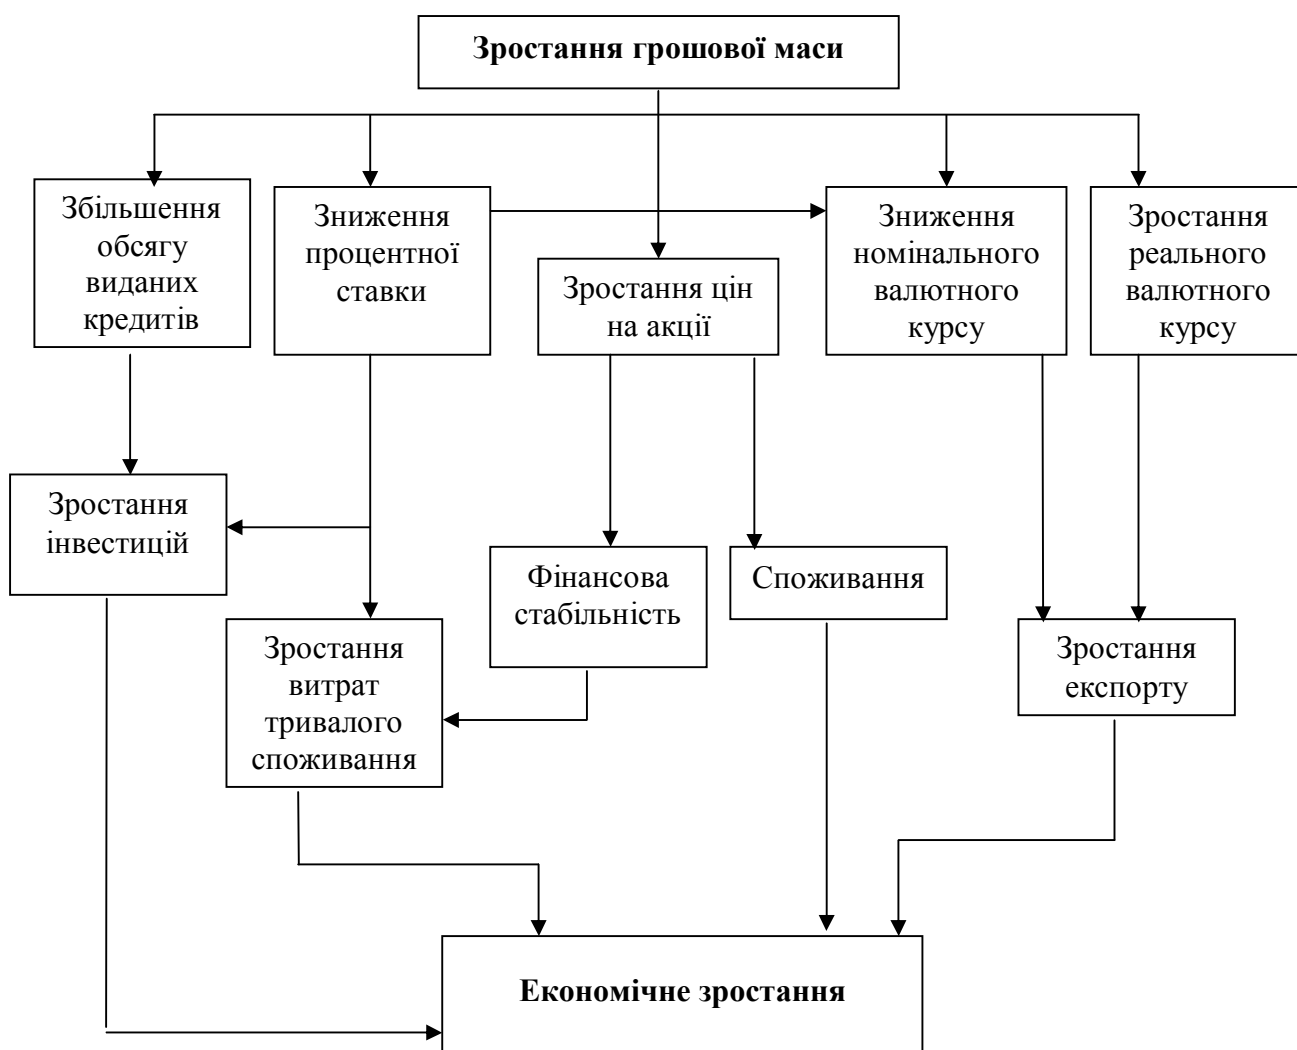 Зростання грошової маси
Збільшення
обсягу
виданих
кредитів
Зниження
процентної
ставки
Зростання цін
на акції
Зниження
номінального
валютного
курсу
Зростання
реального
валютного
курсу
Зростання
інвестицій
Фінансова
стабільність
Споживання
Зростання
витрат
тривалого
споживання
Зростання
експорту
Економічне зростання